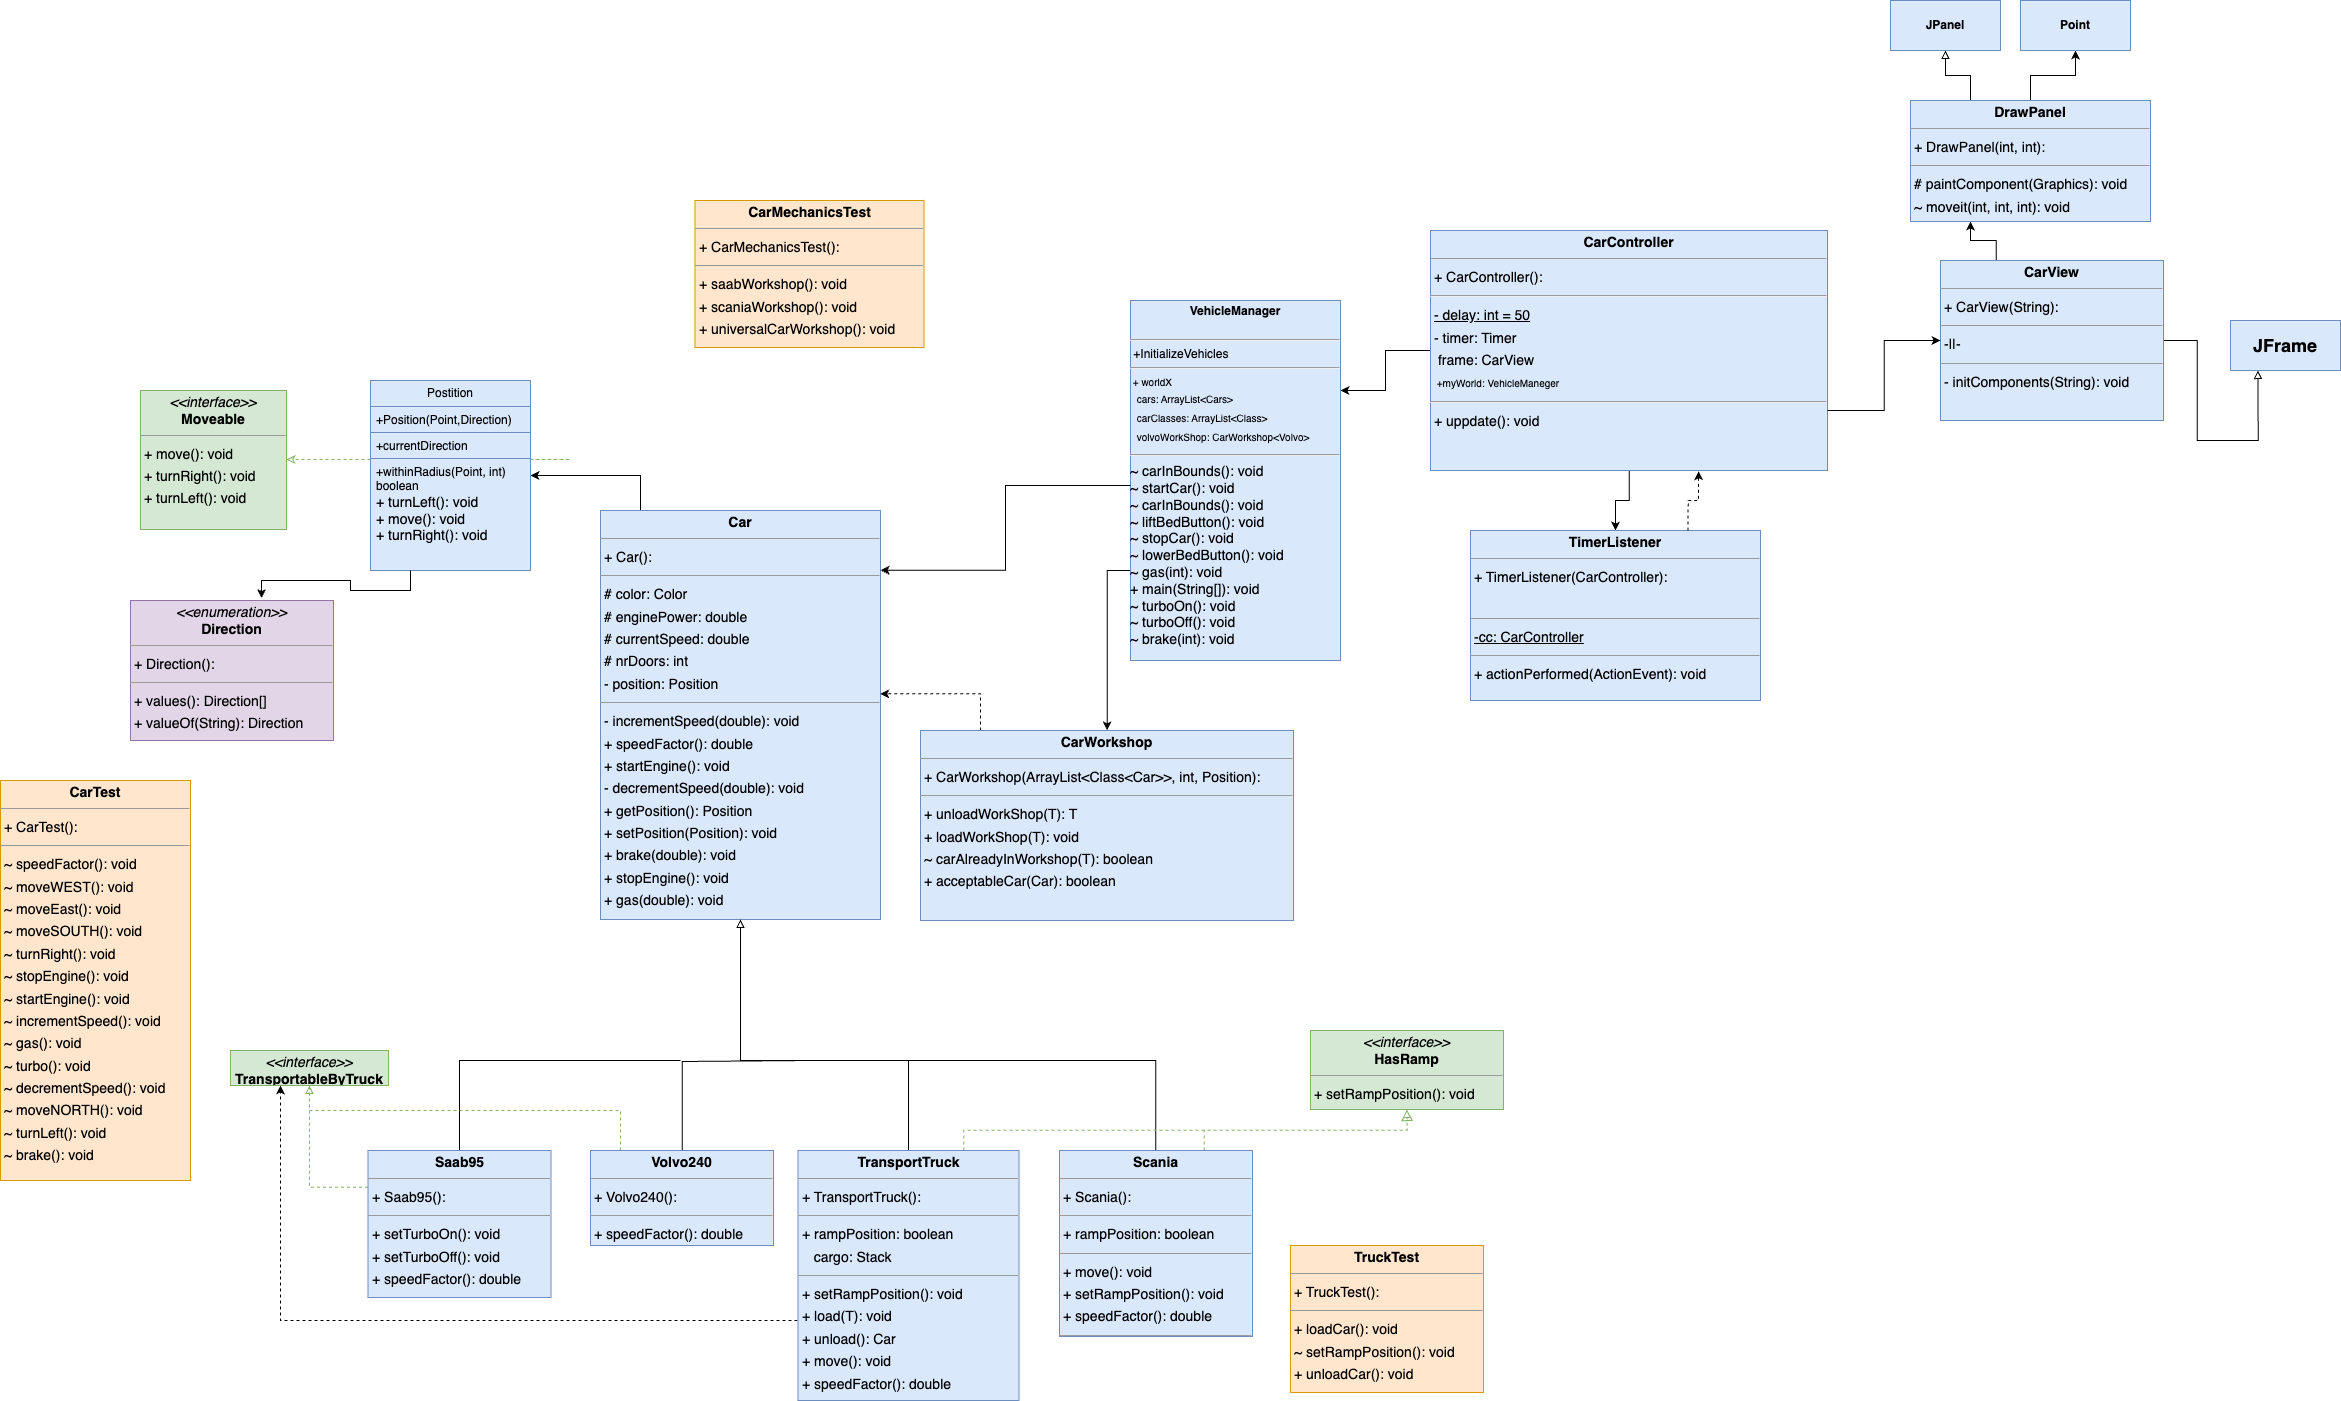 JPanel
Point
DrawPanel
+ DrawPanel(int, int):
# paintComponent(Graphics): void
~ moveit(int, int, int): void
CarMechanicsTest
+ CarMechanicsTest():
+ saabWorkshop(): void
+ scaniaWorkshop(): void
+ universalCarWorkshop(): void
CarController
+ CarController():
- delay: int = 50
- timer: Timer
frame: CarView
+myWorld: VehicleManeger
+ uppdate(): void
CarView
+ CarView(String):
-II-
- initComponents(String): void
JFrame
VehicleManager
+InitializeVehicles
+ worldX
cars: ArrayList<Cars>
carClasses: ArrayList<Class>
volvoWorkShop: CarWorkshop<Volvo>
~ carInBounds(): void
~ startCar(): void
~ carInBounds(): void
~ liftBedButton(): void
~ stopCar(): void
~ lowerBedButton(): void
~ gas(int): void
+ main(String[]): void
~ turboOn(): void
~ turboOff(): void
~ brake(int): void
<<interface>>
Moveable
+ move(): void
+ turnRight(): void
+ turnLeft(): void
Postition
+Position(Point,Direction)
+currentDirection
+withinRadius(Point, int)
boolean
+ turnLeft(): void
+ move(): void
+ turnRight(): void
<<enumeration>>
Direction
+ Direction():
+ values(): Direction[]
+ valueOf(String): Direction
Car
+ Car():
# color: Color
# enginePower: double
# currentSpeed: double
# nrDoors: int
- position: Position
- incrementSpeed(double): void
+ speedFactor(): double
+ startEngine(): void
- decrementSpeed(double): void
+ getPosition(): Position
+ setPosition(Position): void
+ brake(double): void
+ stopEngine(): void
+ gas(double): void
TimerListener
+ TimerListener(CarController):
-cc: CarController
+ actionPerformed(ActionEvent): void
CarWorkshop
+ CarWorkshop(ArrayList<Class<Car>>, int, Position):
+ unloadWorkShop(T): T
+ loadWorkShop(T): void
~ carAlreadyInWorkshop(T): boolean
+ acceptableCar(Car): boolean
CarTest
+ CarTest():
~ speedFactor(): void
~ moveWEST(): void
~ moveEast(): void
~ moveSOUTH(): void
~ turnRight(): void
~ stopEngine(): void
~ startEngine(): void
~ incrementSpeed(): void
~ gas(): void
~ turbo(): void
~ decrementSpeed(): void
~ moveNORTH(): void
~ turnLeft(): void
~ brake(): void
<<interface>>
TransportableByTruck
<<interface>>
HasRamp
+ setRampPosition(): void
Saab95
+ Saab95():
+ setTurboOn(): void
+ setTurboOff(): void
+ speedFactor(): double
Volvo240
+ Volvo240():
+ speedFactor(): double
TransportTruck
+ TransportTruck():
+ rampPosition: boolean
cargo: Stack
+ setRampPosition(): void
+ load(T): void
+ unload(): Car
+ move(): void
+ speedFactor(): double
Scania
+ Scania():
+ rampPosition: boolean
+ move(): void
+ setRampPosition(): void
+ speedFactor(): double
TruckTest
+ TruckTest():
+ loadCar(): void
~ setRampPosition(): void
+ unloadCar(): void